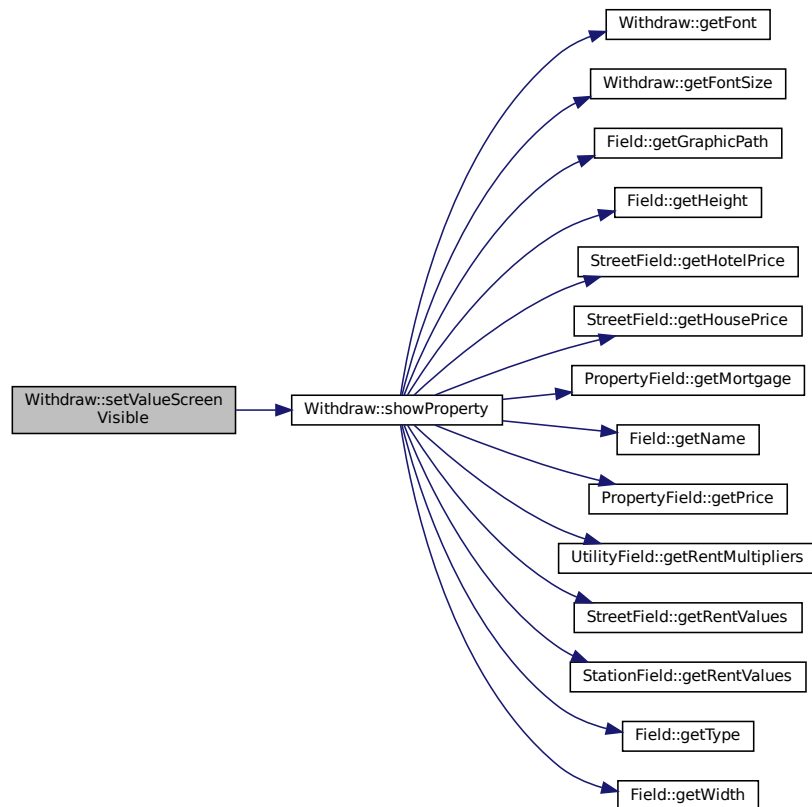 Withdraw::getFont
Withdraw::getFontSize
Field::getGraphicPath
Field::getHeight
StreetField::getHotelPrice
StreetField::getHousePrice
PropertyField::getMortgage
Withdraw::setValueScreen
Visible
Withdraw::showProperty
Field::getName
PropertyField::getPrice
UtilityField::getRentMultipliers
StreetField::getRentValues
StationField::getRentValues
Field::getType
Field::getWidth